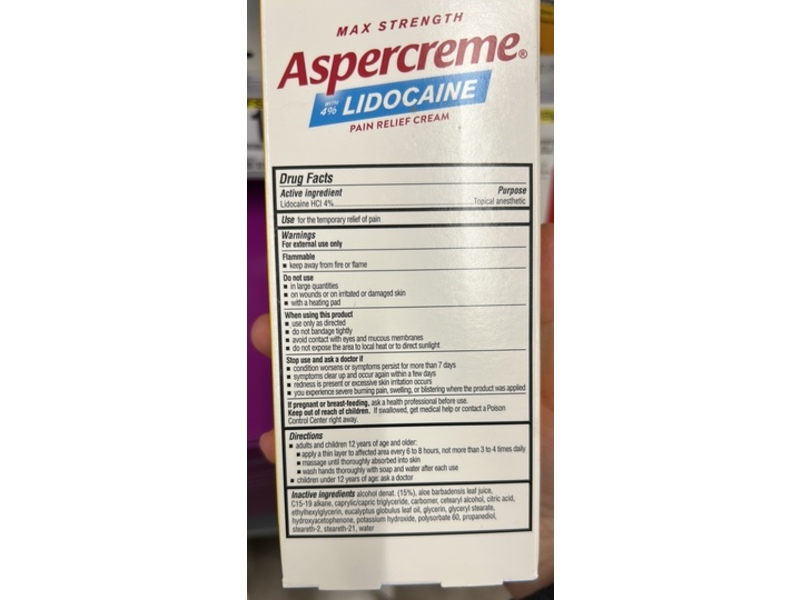 MAX STRENGTH
Aspercreme®
WITH 4% LIDOCAINE
PAIN RELIEF CREAM
Drug Facts
Active ingredient Purpose
Lidocaine HCl 4%...Topical anesthetic
Use for the temporary relief of pain
Warnings
For external use only
Flammable
▪ keep away from fire or flame
Do not use
▪ in large quantities
▪ on wounds or on irritated or damaged skin
▪ with a heating pad
When using this product
▪ use only as directed
▪ do not bandage tightly
▪ avoid contact with eyes and mucous membranes
▪ do not expose the area to local heat or to direct sunlight
Stop use and ask a doctor if
▪ condition worsens or symptoms persist for more than 7 days
▪ symptoms clear up and occur again within a few days
▪ redness is present or excessive skin irritation occurs
▪ you experience severe burning pain, swelling, or blistering where the product was applied
If pregnant or breast-feeding, ask a health professional before use.
Keep out of reach of children. If swallowed, get medical help or contact a Poison
Control Center right away.
Directions
▪ adults and children 12 years of age and older:
▪ apply a thin layer to affected area every 6 to 8 hours, not more than 3 to 4 times daily
▪ massage until thoroughly absorbed into skin
▪ wash hands thoroughly with soap and water after each use
▪ children under 12 years of age: ask a doctor
Inactive ingredients alcohol denat. (15%), aloe barbadensis leaf juice,
C15-19 alkane, caprylic/capric triglyceride, carbomer, cetearyl alcohol, citric acid,
ethylhexylglycerin, eucalyptus globulus leaf oil, glycerin, glyceryl stearate,
hydroxyacetophenone, potassium hydroxide, polysorbate 60, propanediol,
steareth-2, steareth-21, water